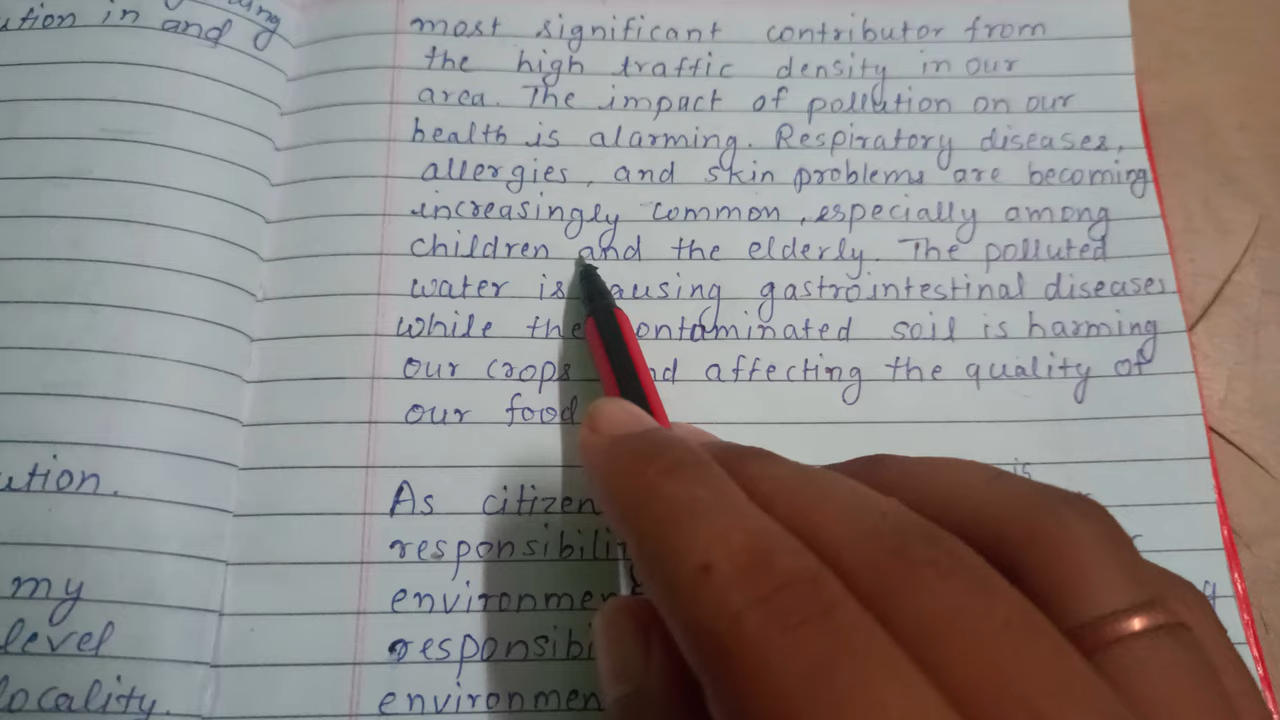 ution in and
most significant contributor from
the high traffic density in our
area. The impact of pollution on our
health is alarming. Respiratory diseases,
allergies, and skin problems are becoming
increasingly common, especially among
children and the elderly. The polluted
water is causing gastrointestinal diseases
while the contaminated soil is harming
our crops and affecting the quality of
our food
ution.
my
level
locality.
As citizen
responsibili
environmen
responsibi
environmen
is